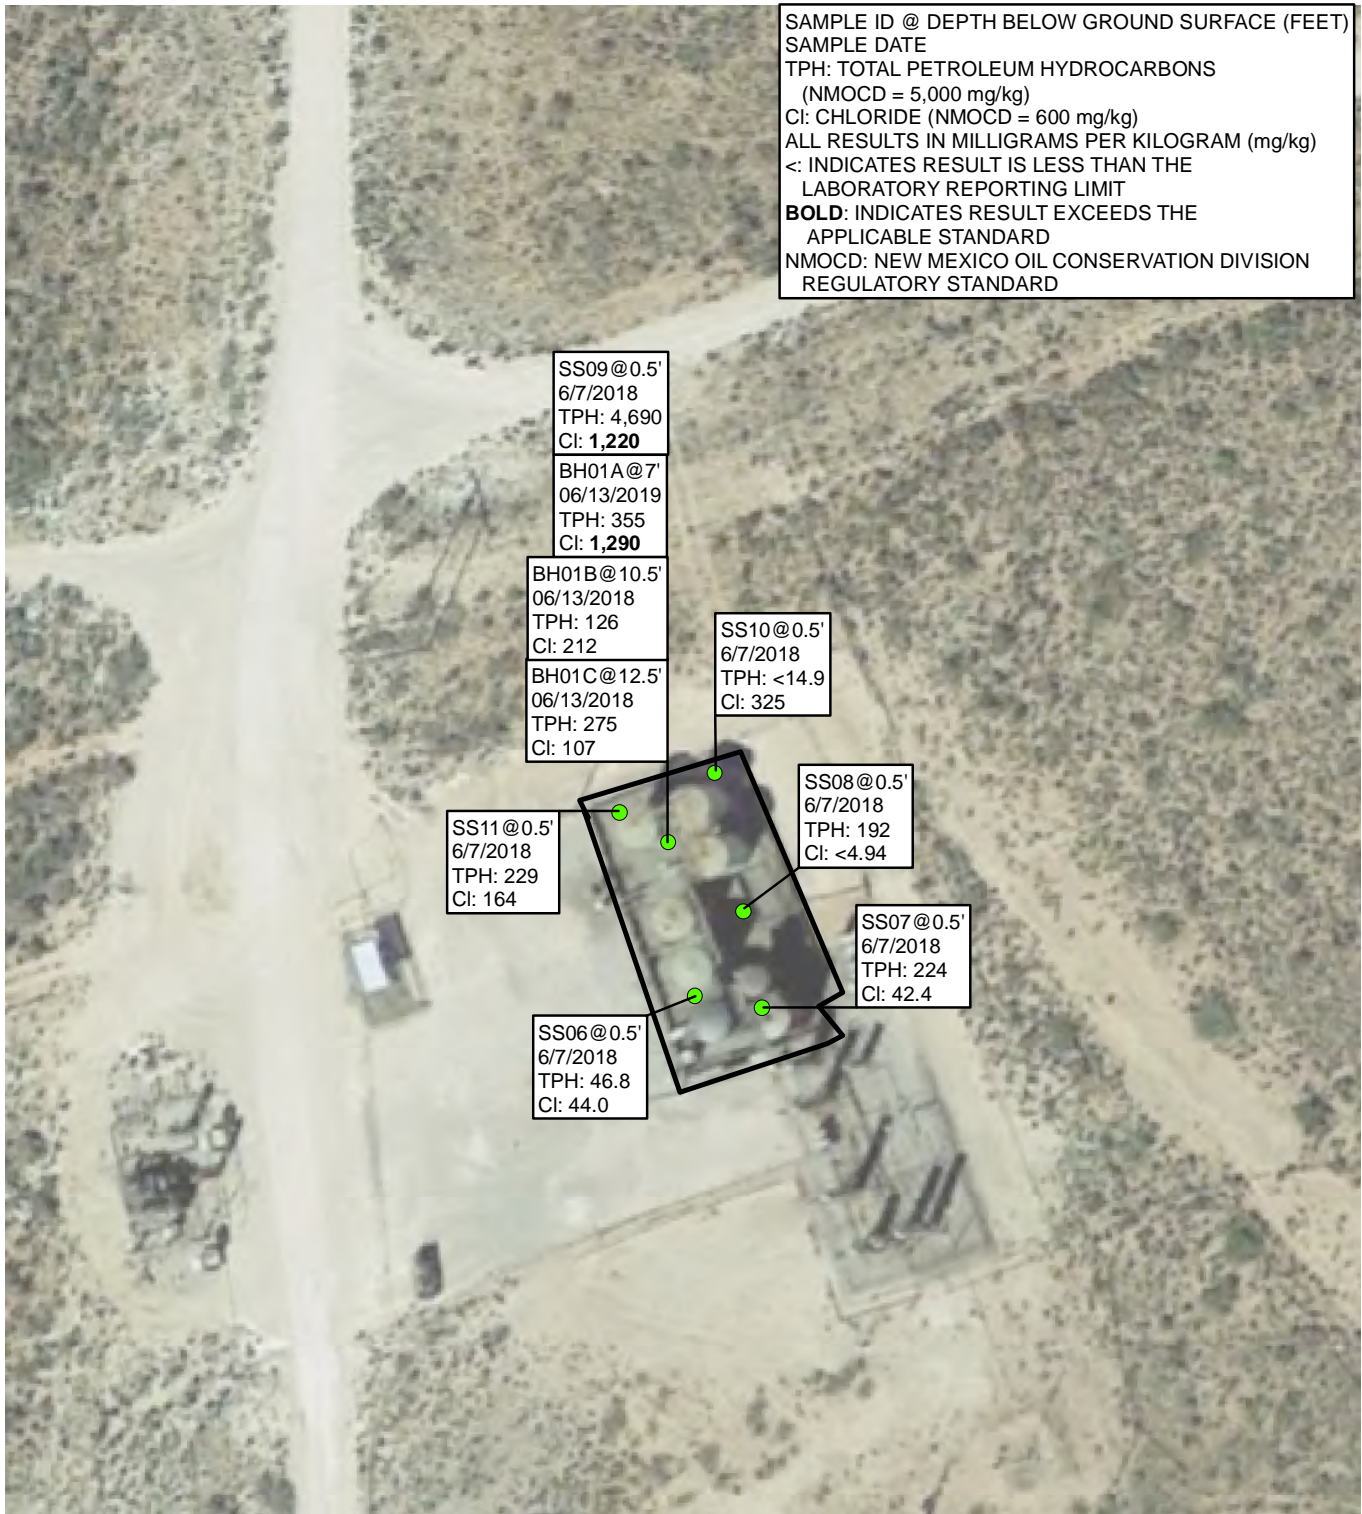 SAMPLE ID @ DEPTH BELOW GROUND SURFACE (FEET)
SAMPLE DATE
TPH: TOTAL PETROLEUM HYDROCARBONS
(NMOCD = 5,000 mg/kg)
Cl: CHLORIDE (NMOCD = 600 mg/kg)
ALL RESULTS IN MILLIGRAMS PER KILOGRAM (mg/kg)
<: INDICATES RESULT IS LESS THAN THE
LABORATORY REPORTING LIMIT
BOLD: INDICATES RESULT EXCEEDS THE
APPLICABLE STANDARD
NMOCD: NEW MEXICO OIL CONSERVATION DIVISION
REGULATORY STANDARD
SS09@0.5'
6/7/2018
TPH: 4,690
Cl: 1,220
BH01A@7'
06/13/2019
TPH: 355
Cl: 1,290
BH01B@10.5'
06/13/2018
TPH: 126
Cl: 212
BH01C@12.5'
06/13/2018
TPH: 275
Cl: 107
SS10@0.5'
6/7/2018
TPH: <14.9
Cl: 325
SS08@0.5'
6/7/2018
TPH: 192
Cl: <4.94
SS11@0.5'
6/7/2018
TPH: 229
Cl: 164
SS07@0.5'
6/7/2018
TPH: 224
Cl: 42.4
SS06@0.5'
6/7/2018
TPH: 46.8
Cl: 44.0